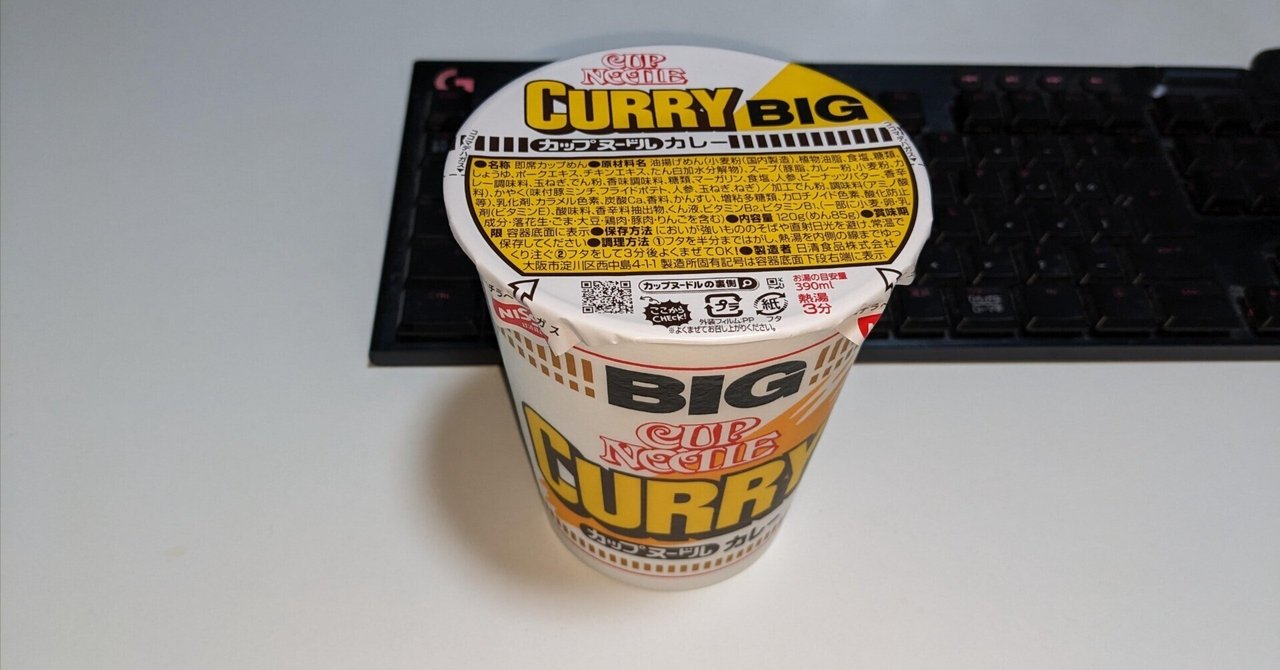 CUP
NOODLE
CURRY BIG
カップヌードル カレー
●名称 即席カップめん●原材料名 油揚げめん(小麦粉(国内製造)、植物油脂、食塩、糖類、
しょうゆ、ポークエキス、チキンエキス、たん白加水分解物)、スープ(豚脂、カレー粉、小麦粉、カ
レー調味料、玉ねぎ、でん粉、香味調味料、糖類、マーガリン、食塩、人参、ピーナッツバター、香辛
料)、かやく(味付豚ミンチ、フライドポテト、人参、玉ねぎ、ねぎ)/加工でん粉、調味料(アミノ酸
等)、乳化剤、カラメル色素、炭酸Ca、香料、かんすい、増粘多糖類、カロチノイド色素、酸化防止
剤(ビタミンE)、酸味料、香辛料抽出物、くん液、ビタミンB2、ビタミンB1、(一部に小麦・卵・乳
成分・落花生・ごま・大豆・鶏肉・豚肉・りんごを含む)●内容量 120g(めん85g)●賞味期
限 容器底面に表示●保存方法 においが強いもののそばや直射日光を避け、常温で
保存してください●調理方法 ①フタを半分まではがし、熱湯を内側の線までゆっ
くり注ぐ②フタをして3分後よくまぜてOK!●製造者 日清食品株式会社
大阪市淀川区西中島4-1-1 製造所固有記号は容器底面下段右端に表示
カップヌードルの裏側
ここから
CHECK!
プラ
紙
外装フィルム:PP
フタ
※よくまぜてお召し上がりください。
お湯の目安量
390ml
熱湯
3分
NIS
BIG
CUP
NOODLE
CURRY
カップヌードル カレー